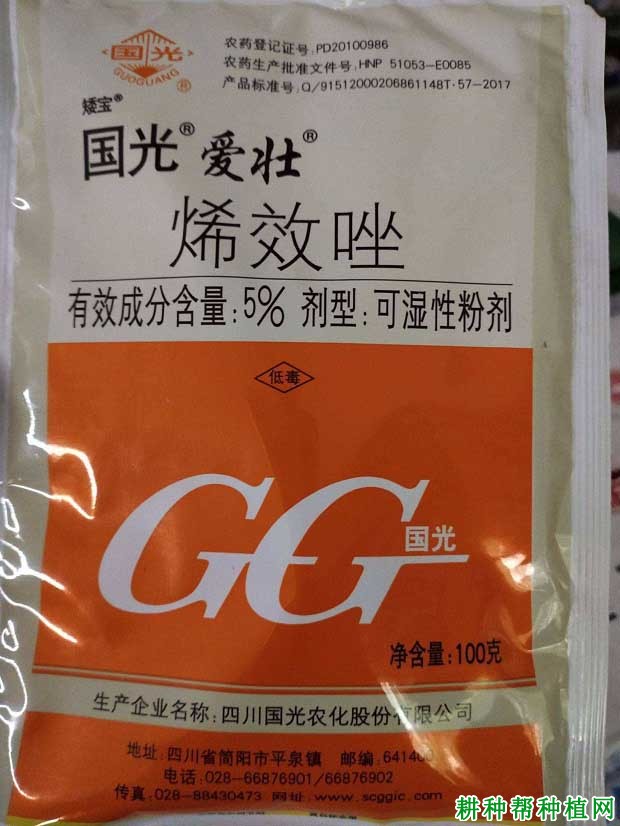 国光
GUOGUANG
®
农药登记证号:PD20100986
农药生产批准文件号:HNP 51053-E0085
产品标准号:Q/91512000206861148T·57-2017
矮宝®
国光®爱壮®
烯效唑
有效成分含量:5% 剂型:可湿性粉剂
低毒
GG
国光
净含量:100克
生产企业名称:四川国光农化股份有限公司
地址:四川省简阳市平泉镇 邮编:641400
电话:028-66876901/66876902
传真:028-88430473 网址:www.scggic.com
耕种帮种植网